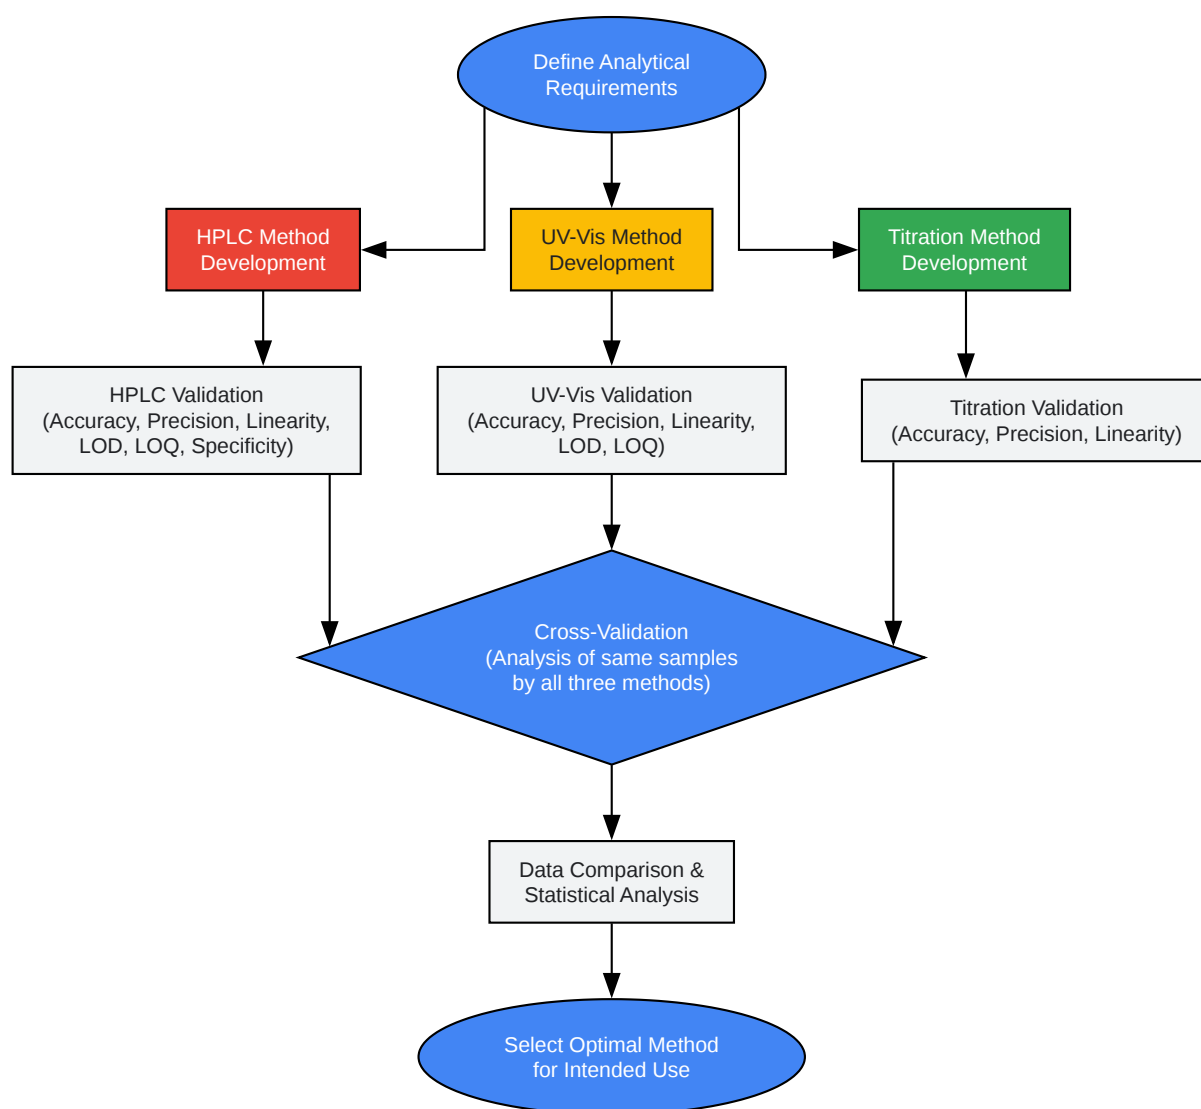 Define Analytical
Requirements
HPLC Method
Development
UV-Vis Method
Development
Titration Method
Development
HPLC Validation
(Accuracy, Precision, Linearity,
LOD, LOQ, Specificity)
UV-Vis Validation
(Accuracy, Precision, Linearity,
LOD, LOQ)
Titration Validation
(Accuracy, Precision, Linearity)
Cross-Validation
(Analysis of same samples
by all three methods)
Data Comparison &
Statistical Analysis
Select Optimal Method
for Intended Use